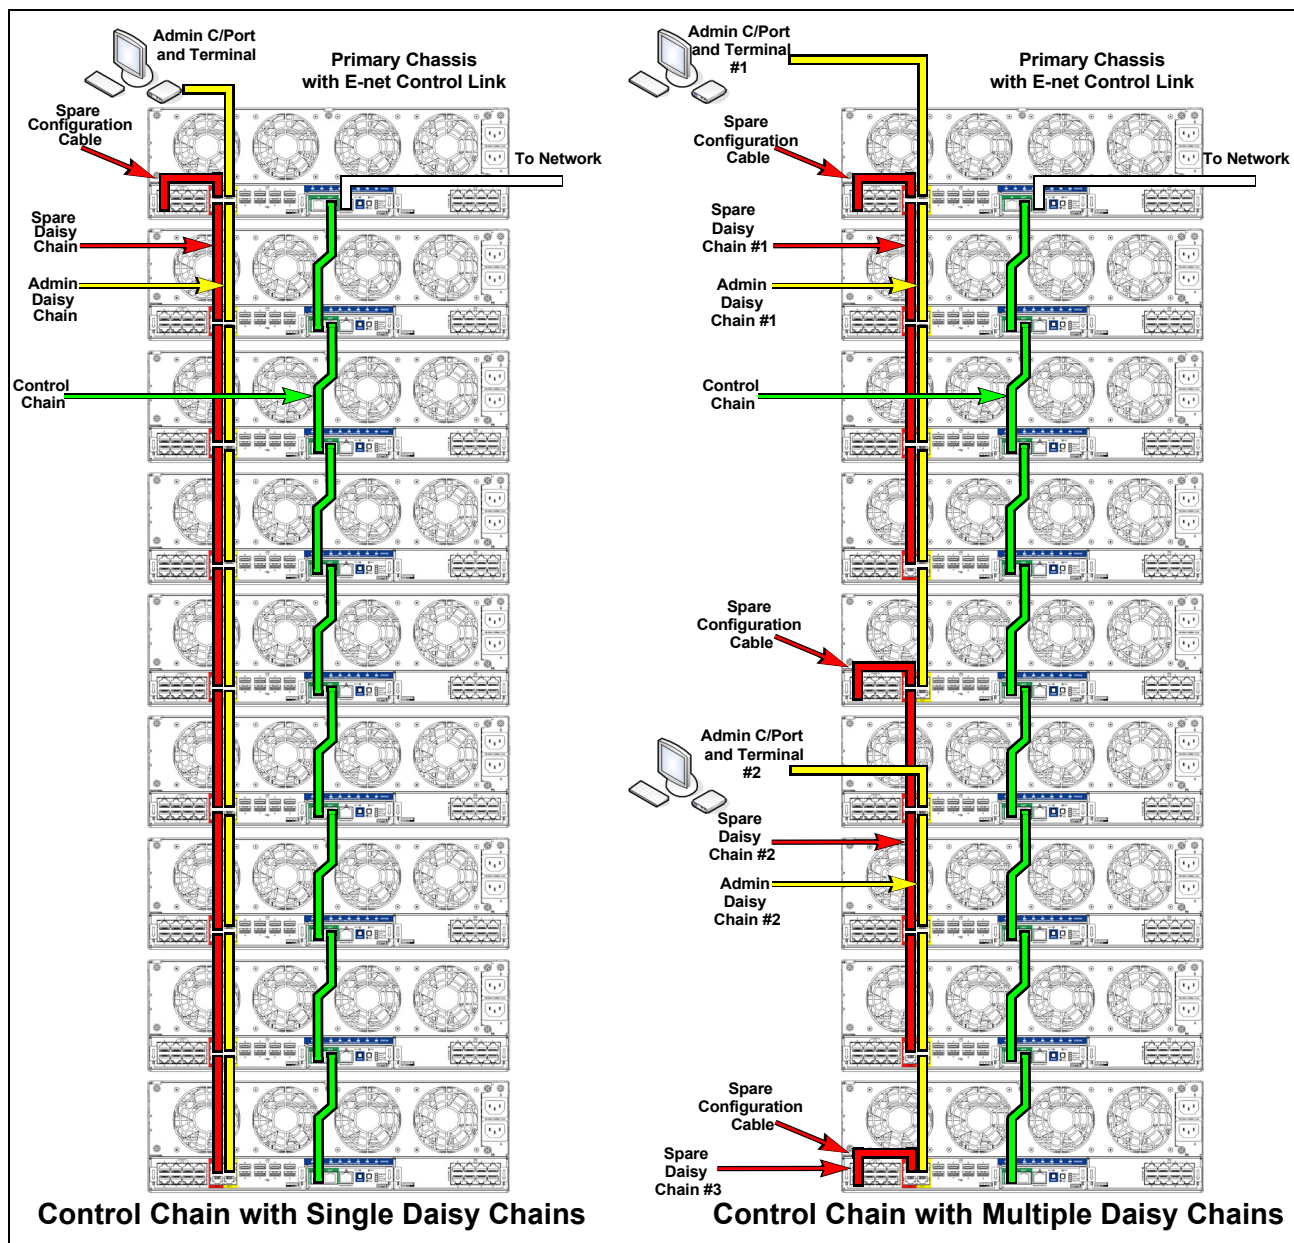 Admin C/Port
and Terminal
Primary Chassis
with E-net Control Link
Spare
Configuration
Cable
To Network
Spare
Daisy
Chain
Admin
Daisy
Chain
Control
Chain
Control Chain with Single Daisy Chains
Admin C/Port
and Terminal
#1
Primary Chassis
with E-net Control Link
Spare
Configuration
Cable
To Network
Spare
Daisy
Chain #1
Admin
Daisy
Chain #1
Control
Chain
Spare
Configuration
Cable
Admin C/Port
and Terminal
#2
Spare
Daisy
Chain #2
Admin
Daisy
Chain #2
Spare
Configuration
Cable
Spare
Daisy
Chain #3
Control Chain with Multiple Daisy Chains